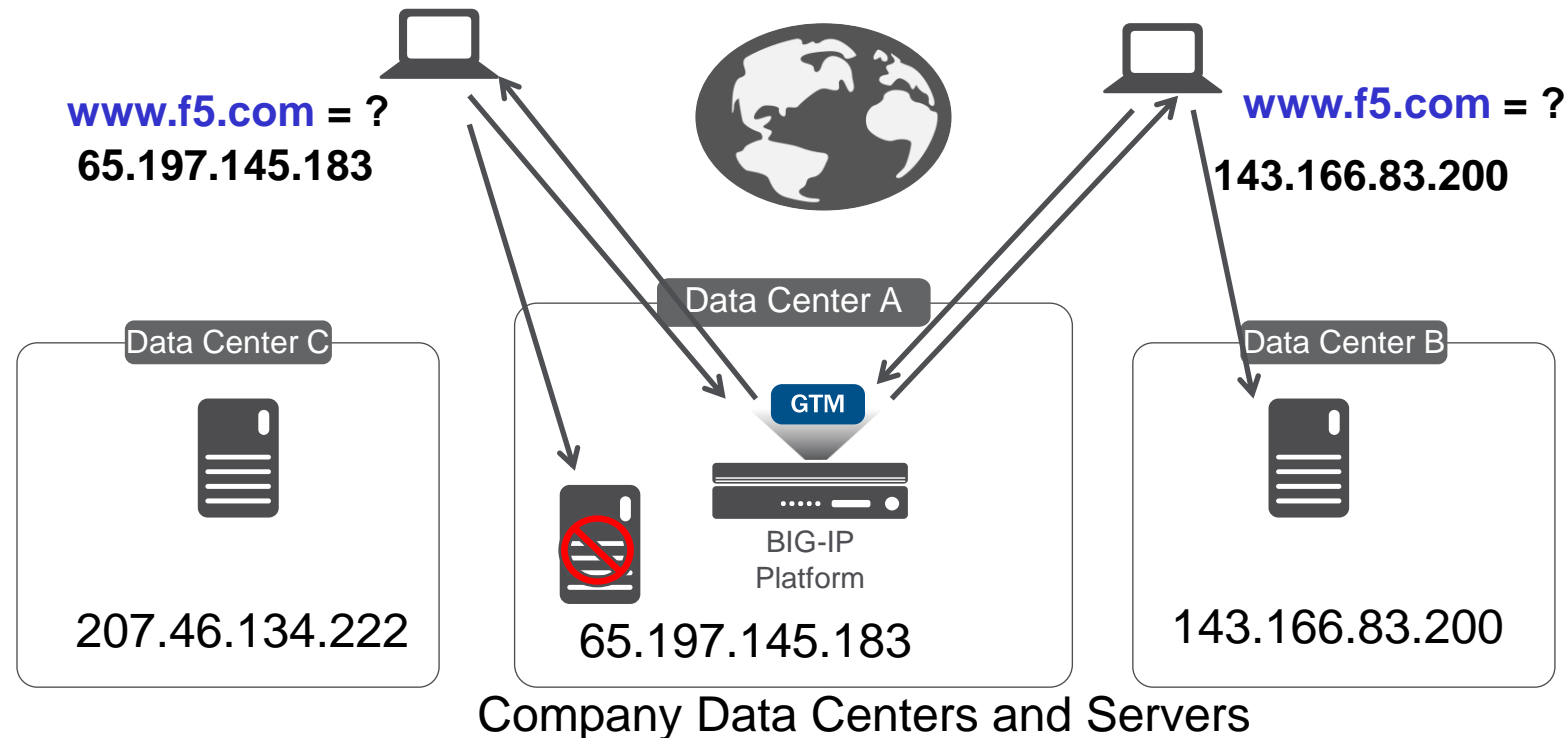 www.f5.com = ?
65.197.145.183
www.f5.com = ?
143.166.83.200
Data Center C
207.46.134.222
Data Center A
GTM
BIG-IP
Platform
65.197.145.183
Data Center B
143.166.83.200
Company Data Centers and Servers